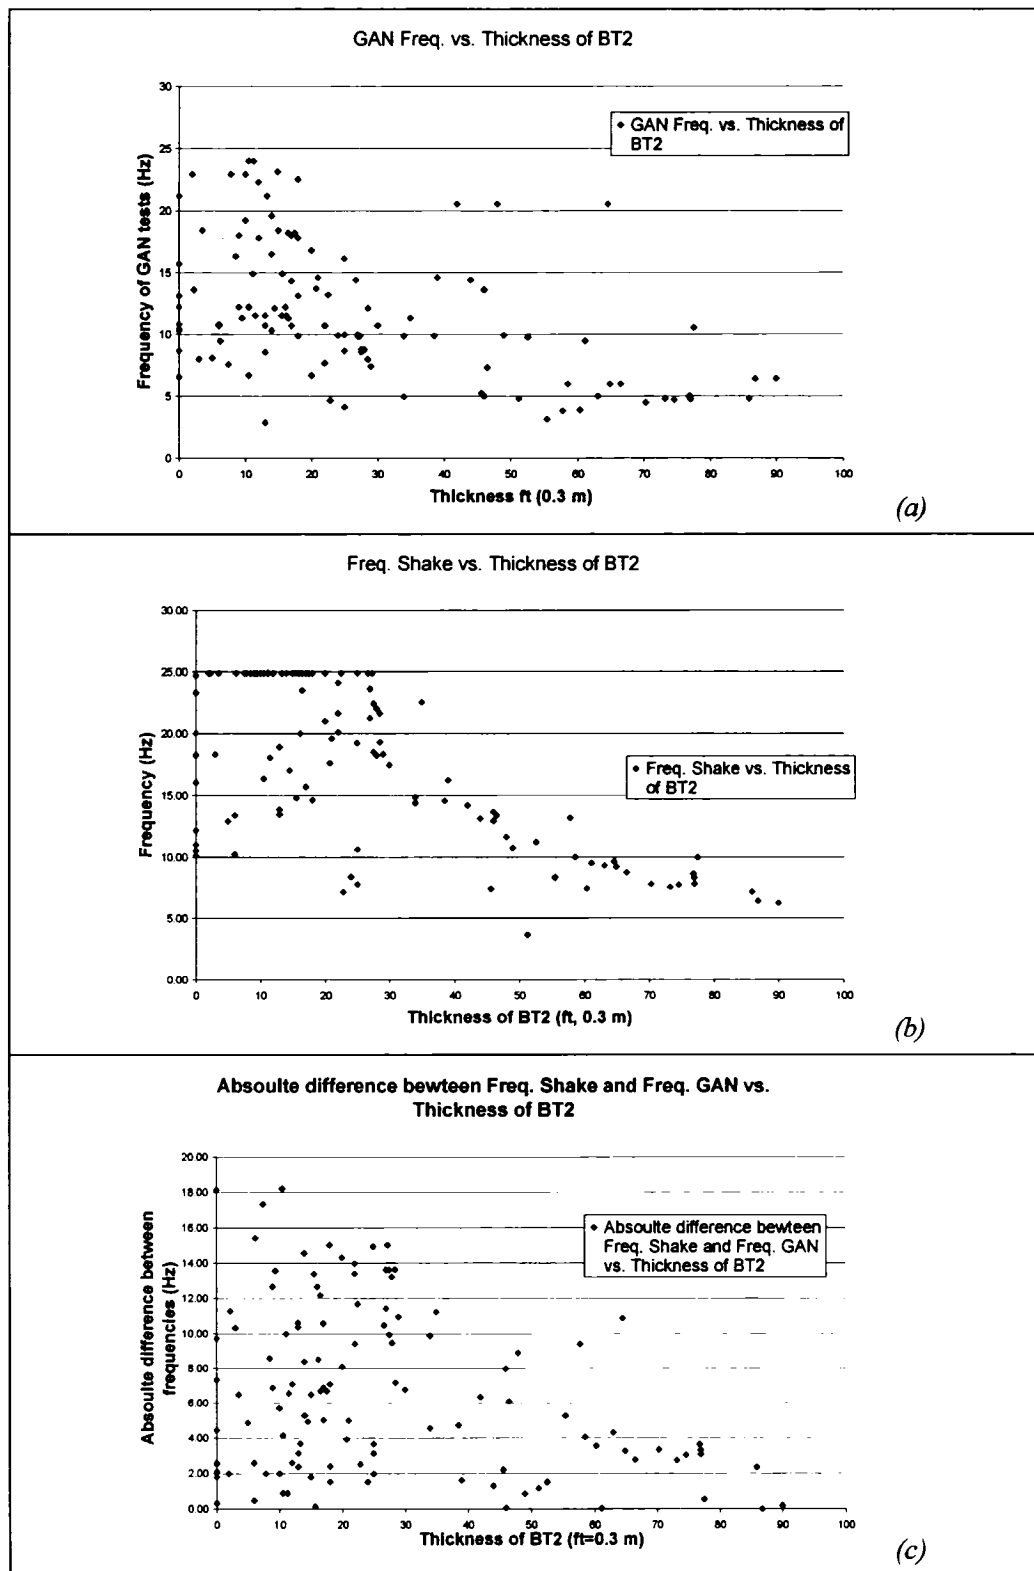 GAN Freq. vs. Thickness of BT2
30
25
20
15
10
5
0
Frequency of GAN tests (Hz)
GAN Freq. vs. Thickness of
BT2
0 10 20 30 40 50 60 70 80 90 100
Thickness ft (0.3 m)
(a)
Freq. Shake vs. Thickness of BT2
30.00
25.00
20.00
15.00
10.00
5.00
0.00
Frequency (Hz)
Freq. Shake vs. Thickness
of BT2
0 10 20 30 40 50 60 70 80 90 100
Thickness of BT2 (ft, 0.3 m)
(b)
Absoulte difference bewteen Freq. Shake and Freq. GAN vs.
Thickness of BT2
20.00
18.00
16.00
14.00
12.00
10.00
8.00
6.00
4.00
2.00
0.00
Absoulte difference between
frequencies (Hz)
Absoulte difference bewteen
Freq. Shake and Freq. GAN
vs. Thickness of BT2
0 10 20 30 40 50 60 70 80 90 100
Thickness of BT2 (ft=0.3 m)
(c)